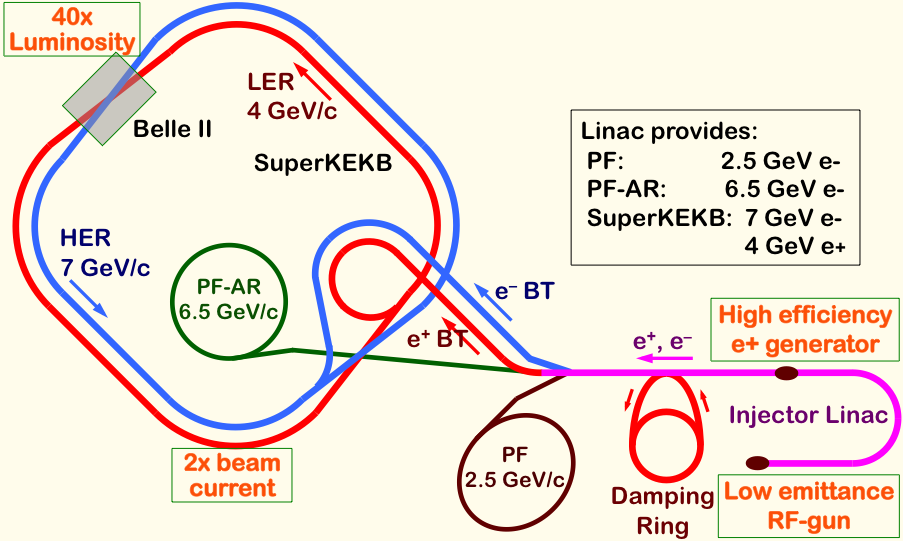 40x
Luminosity
LER
4 GeV/c
Belle II
SuperKEKB
Linac provides:
PF: 2.5 GeV e-
PF-AR: 6.5 GeV e-
SuperKEKB: 7 GeV e-
4 GeV e+
HER
7 GeV/c
PF-AR
6.5 GeV/c
e⁻ BT
e⁺ BT
e⁺, e⁻
High efficiency
e+ generator
Injector Linac
2x beam
current
PF
2.5 GeV/c
Damping
Ring
Low emittance
RF-gun